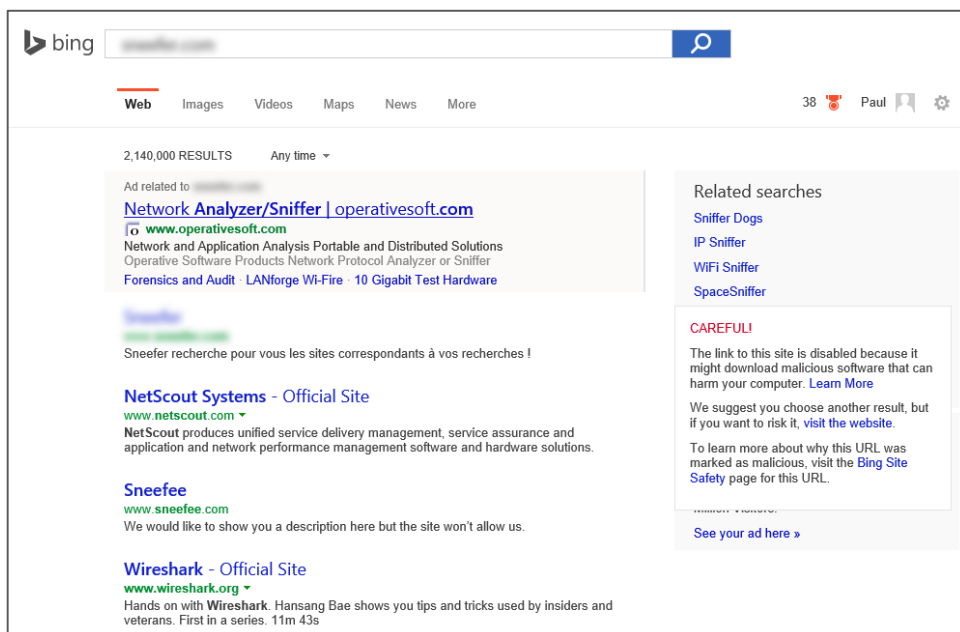 bing
Web Images Videos Maps News More
38 Paul
2,140,000 RESULTS Any time
Ad related to
Network Analyzer/Sniffer | operativesoft.com
www.operativesoft.com
Network and Application Analysis Portable and Distributed Solutions
Operative Software Products Network Protocol Analyzer or Sniffer
Forensics and Audit · LANforge Wi-Fire · 10 Gigabit Test Hardware
Sneefer recherche pour vous les sites correspondants à vos recherches !
NetScout Systems - Official Site
www.netscout.com
NetScout produces unified service delivery management, service assurance and
application and network performance management software and hardware solutions.
Sneefee
www.sneefee.com
We would like to show you a description here but the site won't allow us.
Wireshark - Official Site
www.wireshark.org
Hands on with Wireshark. Hansang Bae shows you tips and tricks used by insiders and
veterans. First in a series. 11m 43s
Related searches
Sniffer Dogs
IP Sniffer
WiFi Sniffer
SpaceSniffer
CAREFUL!
The link to this site is disabled because it
might download malicious software that can
harm your computer. Learn More
We suggest you choose another result, but
if you want to risk it, visit the website.
To learn more about why this URL was
marked as malicious, visit the Bing Site
Safety page for this URL.
See your ad here »